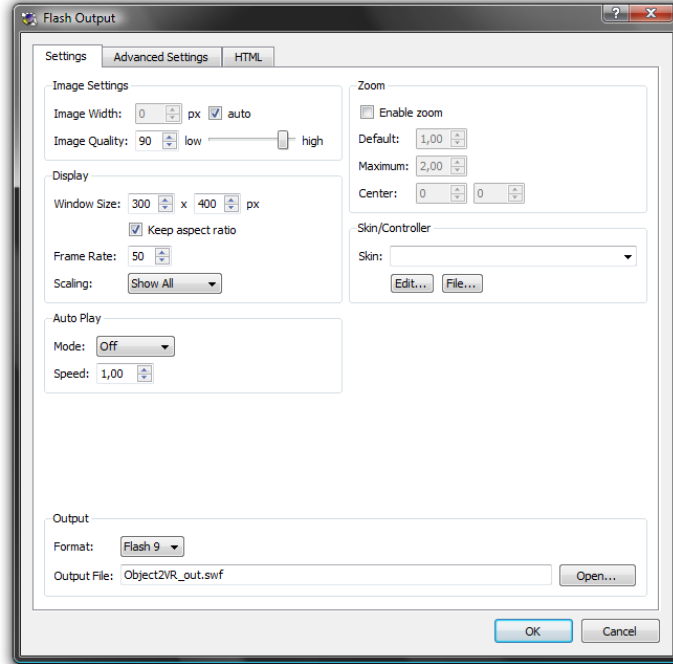 Flash Output
Settings Advanced Settings HTML
Image Settings
Image Width: 0 px auto
Image Quality: 90 low high
Display
Window Size: 300 x 400 px
Keep aspect ratio
Frame Rate: 50
Scaling: Show All
Auto Play
Mode: Off
Speed: 1,00
Zoom
Enable zoom
Default: 1,00
Maximum: 2,00
Center: 0 0
Skin/Controller
Skin:
Edit... File...
Output
Format: Flash 9
Output File: Object2VR_out.swf Open...
OK Cancel